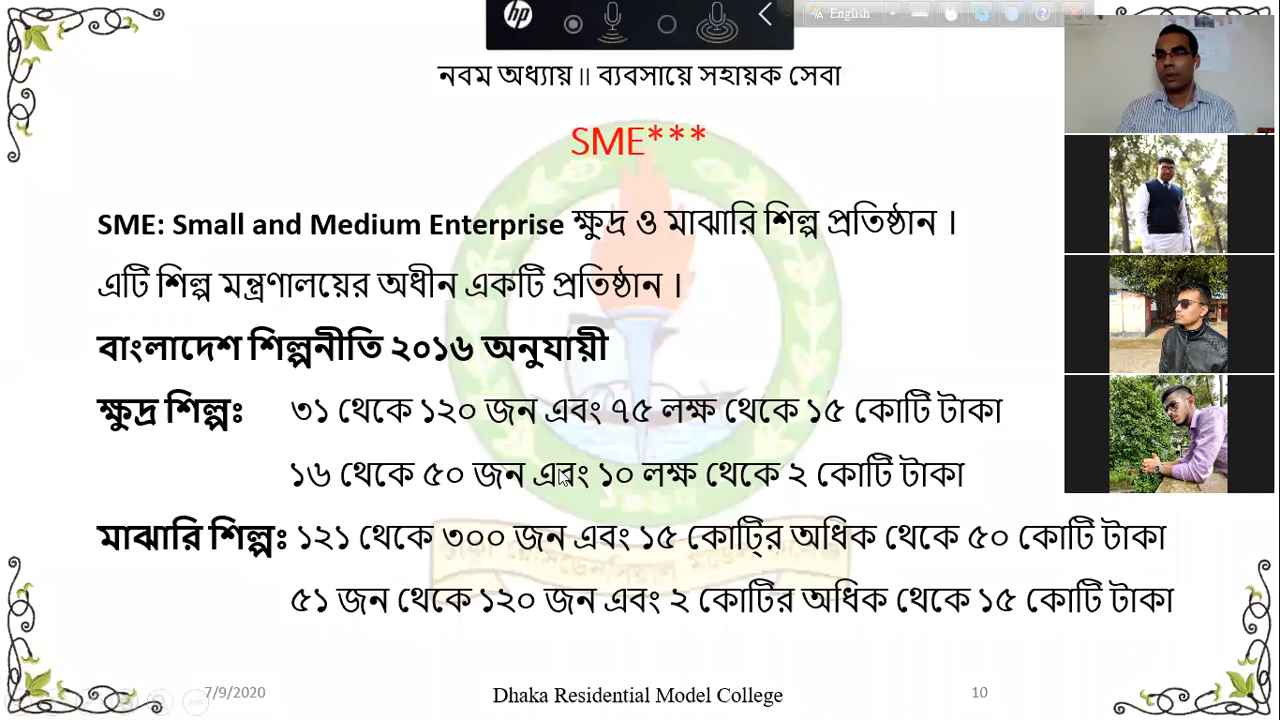 hp
English
নবম অধ্যায় ॥ ব্যবসায়ে সহায়ক সেবা
SME***
SME: Small and Medium Enterprise ক্ষুদ্র ও মাঝারি শিল্প প্রতিষ্ঠান ।
এটি শিল্প মন্ত্রণালয়ের অধীন একটি প্রতিষ্ঠান ।
বাংলাদেশ শিল্পনীতি ২০১৬ অনুযায়ী
ক্ষুদ্র শিল্পঃ ৩১ থেকে ১২০ জন এবং ৭৫ লক্ষ থেকে ১৫ কোটি টাকা
১৬ থেকে ৫০ জন এবং ১০ লক্ষ থেকে ২ কোটি টাকা
মাঝারি শিল্পঃ ১২১ থেকে ৩০০ জন এবং ১৫ কোটি্র অধিক থেকে ৫০ কোটি টাকা
৫১ জন থেকে ১২০ জন এবং ২ কোটির অধিক থেকে ১৫ কোটি টাকা
7/9/2020
Dhaka Residential Model College
10